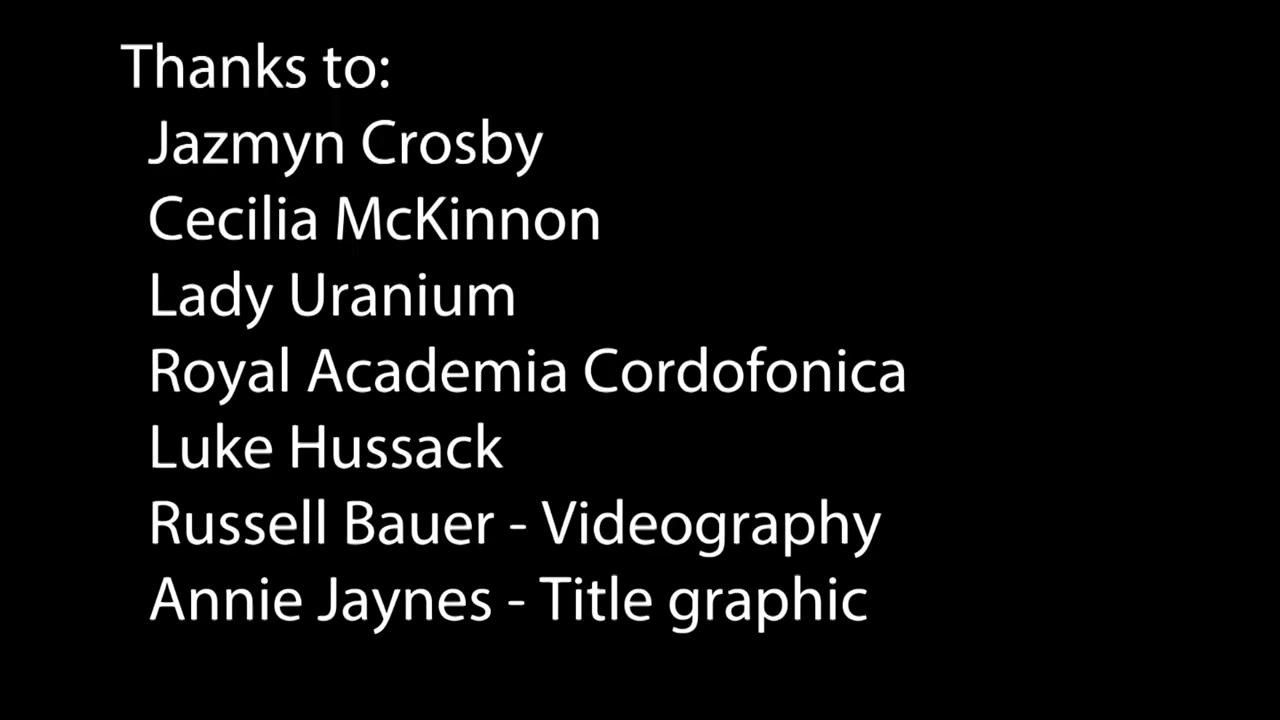 Thanks to:
Jazmyn Crosby
Cecilia McKinnon
Lady Uranium
Royal Academia Cordofonica
Luke Hussack
Russell Bauer - Videography
Annie Jaynes - Title graphic